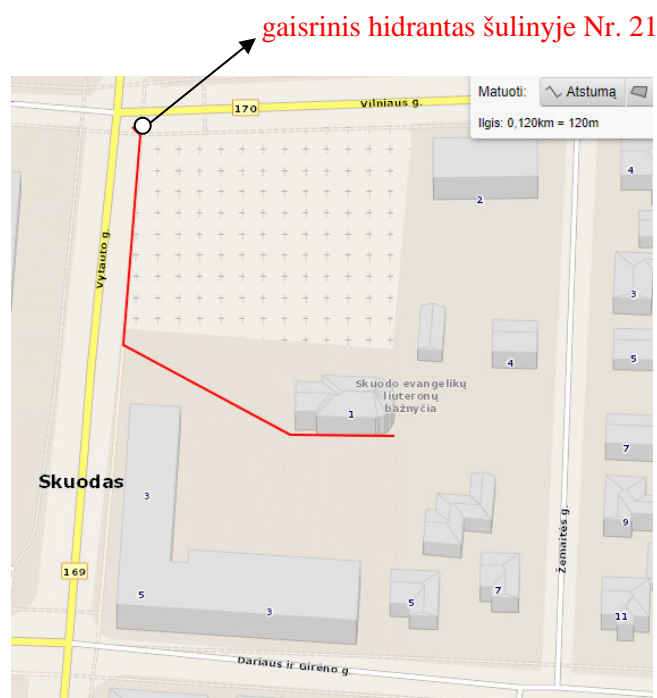 gaisrinis hidrantas šulinyje Nr. 21
Matuoti:
Atstumą
Ilgis: 0,120km = 120m
170
Vilniaus g.
4
2
Vytauto g.
3
5
4
Skuodo evangelikų
liuteronų
bažnyčia
1
7
Skuodas
3
9
Žemaitės g.
169
5
3
5
7
11
Dariaus ir Girėno g.